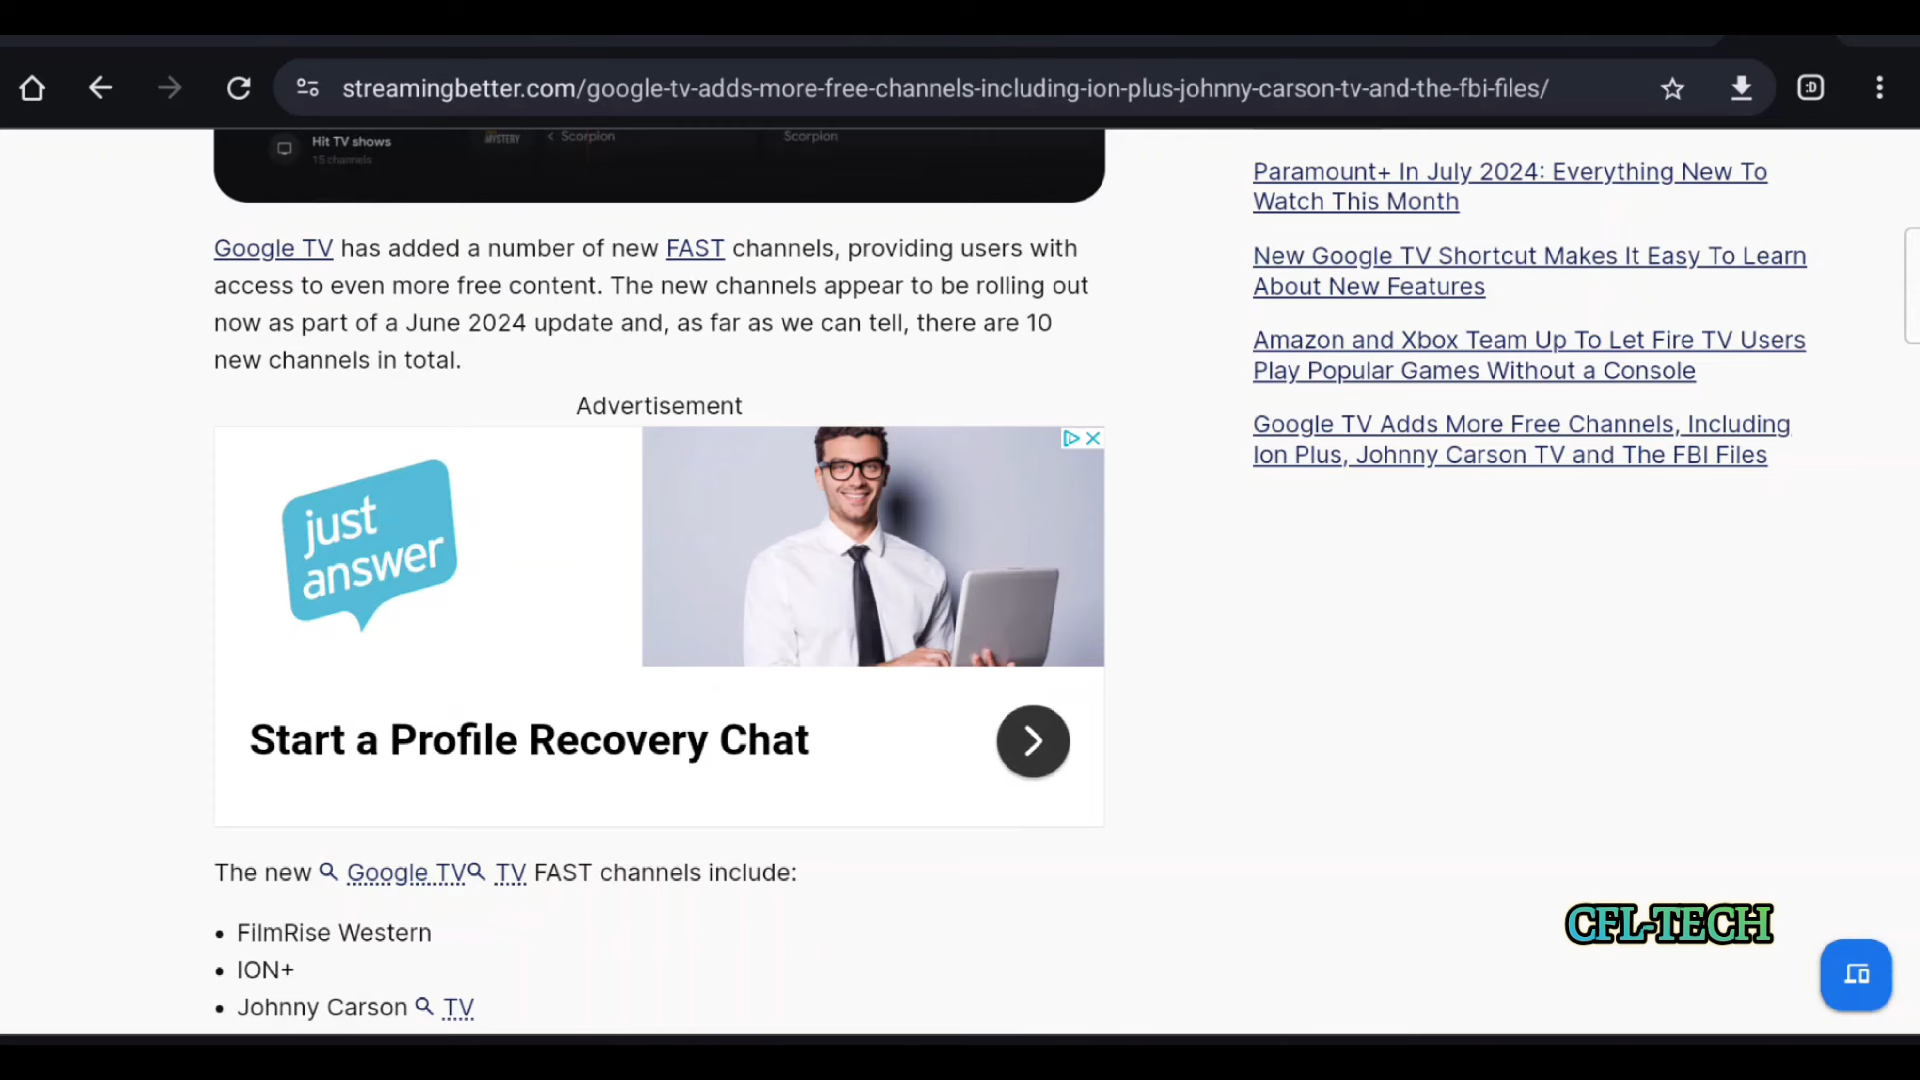 streamingbetter.com/google-tv-adds-more-free-channels-including-ion-plus-johnny-carson-tv-and-the-fbi-files/
:D
Hit TV shows
15 channels
MYSTERY
< Scorpion
Scorpion
Google TV has added a number of new FAST channels, providing users with
access to even more free content. The new channels appear to be rolling out
now as part of a June 2024 update and, as far as we can tell, there are 10
new channels in total.
Advertisement
just
answer
Start a Profile Recovery Chat
The new Google TV TV FAST channels include:
• FilmRise Western
• ION+
• Johnny Carson TV
Paramount+ In July 2024: Everything New To
Watch This Month
New Google TV Shortcut Makes It Easy To Learn
About New Features
Amazon and Xbox Team Up To Let Fire TV Users
Play Popular Games Without a Console
Google TV Adds More Free Channels, Including
Ion Plus, Johnny Carson TV and The FBI Files
CFL-TECH